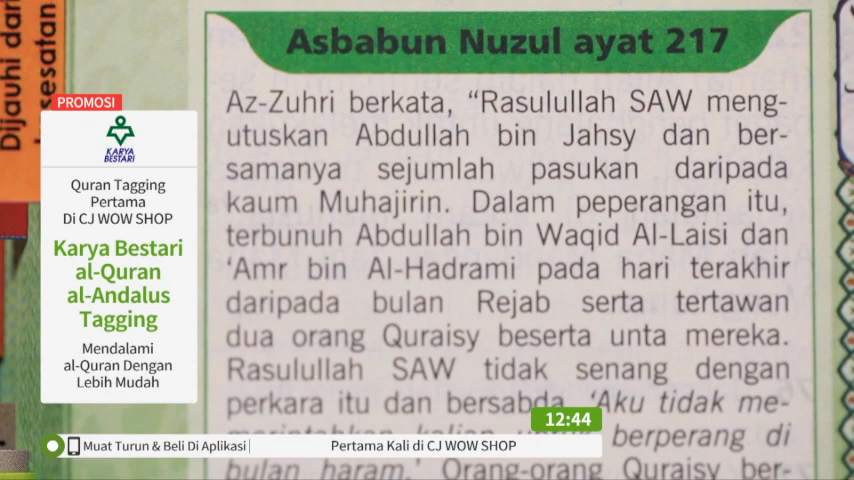 Dijauhi dari
kesesatan
Asbabun Nuzul ayat 217
Az-Zuhri berkata, “Rasulullah SAW meng-
utuskan Abdullah bin Jahsy dan ber-
samanya sejumlah pasukan daripada
kaum Muhajirin. Dalam peperangan itu,
terbunuh Abdullah bin Waqid Al-Laisi dan
‘Amr bin Al-Hadrami pada hari terakhir
daripada bulan Rejab serta tertawan
dua orang Quraisy beserta unta mereka.
Rasulullah SAW tidak senang dengan
perkara itu dan bersabda, ‘Aku tidak me-
berperang di
bulan haram.’ Orang-orang Quraisy ber-
PROMOSI
KARYA
BESTARI
Quran Tagging
Pertama
Di CJ WOW SHOP
Karya Bestari
al-Quran
al-Andalus
Tagging
Mendalami
al-Quran Dengan
Lebih Mudah
12:44
Muat Turun & Beli Di Aplikasi
Pertama Kali di CJ WOW SHOP